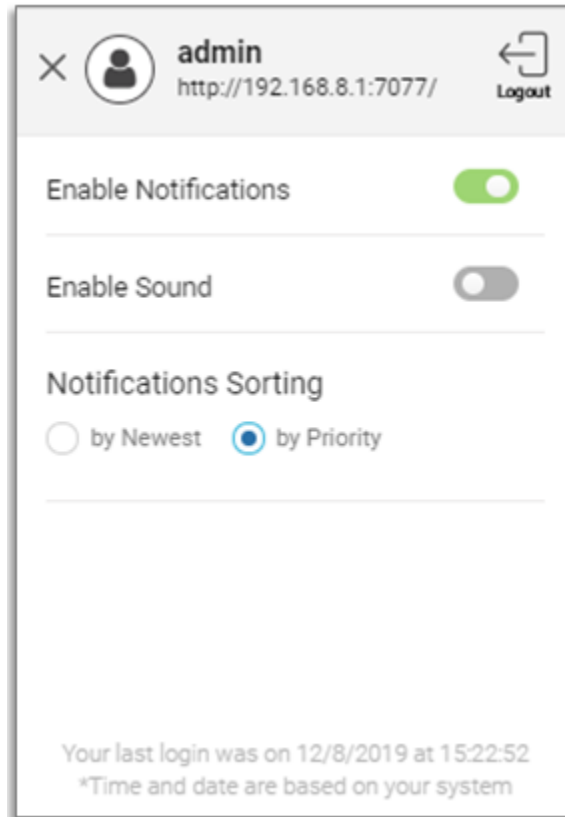 admin
http://192.168.8.1:7077/
Logout
Enable Notifications
Enable Sound
Notifications Sorting
by Newest by Priority
Your last login was on 12/8/2019 at 15:22:52
*Time and date are based on your system